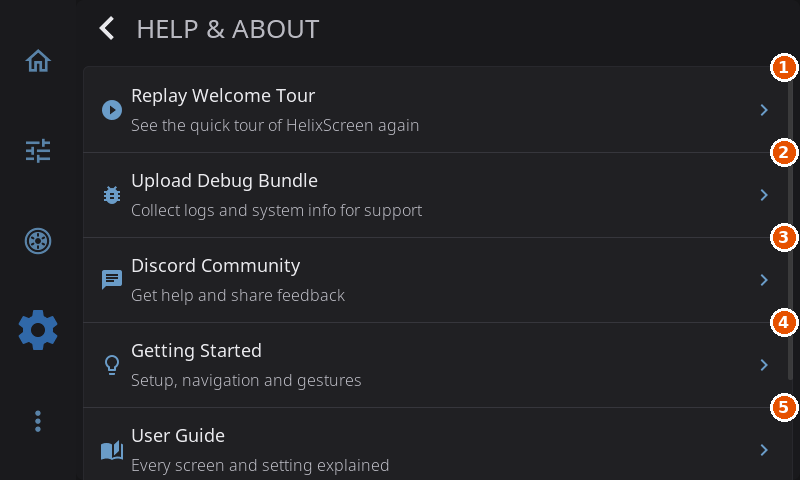 HELP & ABOUT
1
Replay Welcome Tour
See the quick tour of HelixScreen again
2
Upload Debug Bundle
Collect logs and system info for support
3
Discord Community
Get help and share feedback
4
Getting Started
Setup, navigation and gestures
5
User Guide
Every screen and setting explained